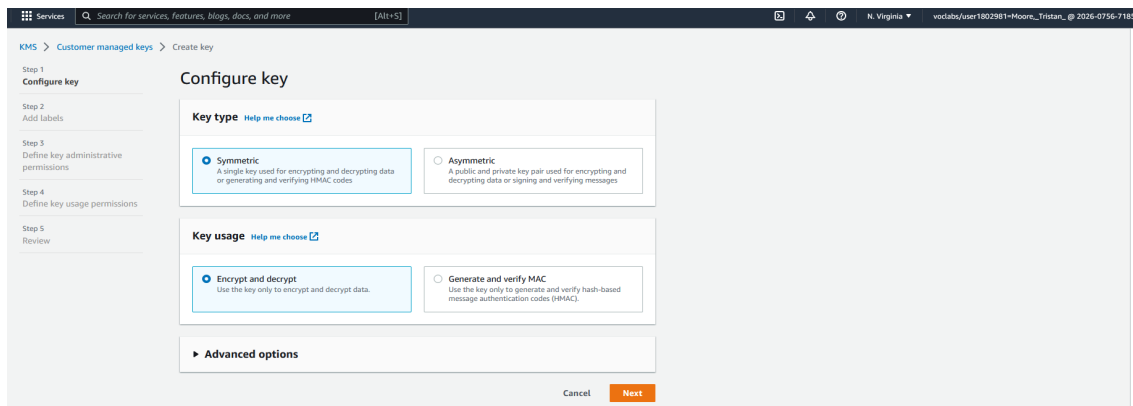 Services
Search for services, features, blogs, docs, and more
[Alt+S]
N. Virginia ▼
voclabs/user1802981=Moore,_Tristan_ @ 2026-0756-7185
KMS > Customer managed keys > Create key
Step 1
Configure key
Step 2
Add labels
Step 3
Define key administrative
permissions
Step 4
Define key usage permissions
Step 5
Review
Configure key
Key type Help me choose
Symmetric
A single key used for encrypting and decrypting data
or generating and verifying HMAC codes
Asymmetric
A public and private key pair used for encrypting and
decrypting data or signing and verifying messages
Key usage Help me choose
Encrypt and decrypt
Use the key only to encrypt and decrypt data.
Generate and verify MAC
Use the key only to generate and verify hash-based
message authentication codes (HMAC).
Advanced options
Cancel
Next